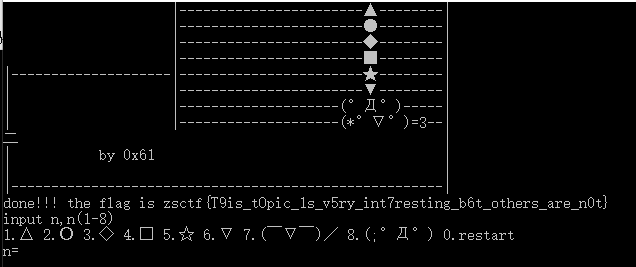 |-----------------------▲-------|
|-----------------------●-------|
|-----------------------◆-------|
|-----------------------■-------|
|--------------------|-----------------------★-------|
|-----------------------▼-------|
|--------------------(°Д°)------|
|--------------------(*°▽°)=3--|
二
by 0x61
|------------------------------------------------------|
done!!! the flag is zsctf{T9is_t0pic_1s_v5ry_int7resting_b6t_others_are_n0t}
input n,n(1-8)
1.△ 2.○ 3.◇ 4.□ 5.☆ 6.▽ 7.(￣▽￣)／ 8.(;°Д°) 0.restart
n=